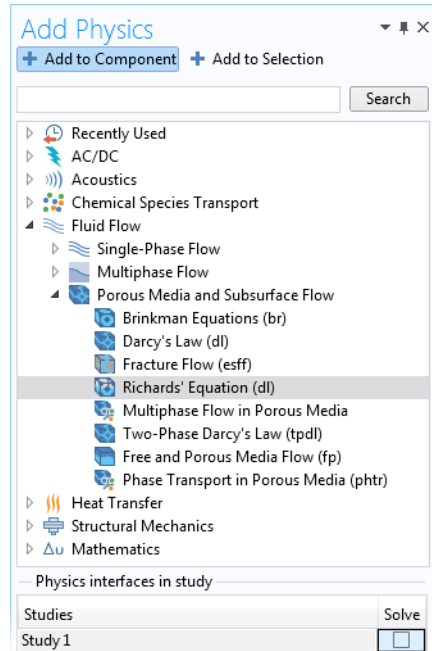 Add Physics
Add to Component Add to Selection
Search
Recently Used
AC/DC
Acoustics
Chemical Species Transport
Fluid Flow
Single-Phase Flow
Multiphase Flow
Porous Media and Subsurface Flow
Brinkman Equations (br)
Darcy's Law (dl)
Fracture Flow (esff)
Richards' Equation (dl)
Multiphase Flow in Porous Media
Two-Phase Darcy's Law (tpdl)
Free and Porous Media Flow (fp)
Phase Transport in Porous Media (phtr)
Heat Transfer
Structural Mechanics
Δu Mathematics
Physics interfaces in study
Studies Solve
Study 1